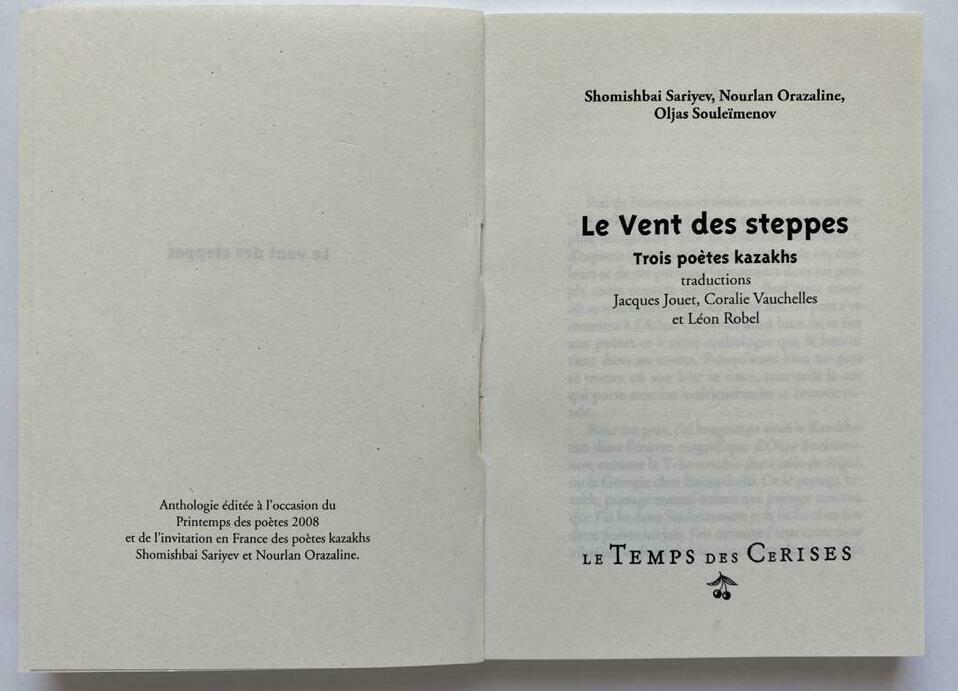 Anthologie éditée à l'occasion du
Printemps des poètes 2008
et de l'invitation en France des poètes kazakhs
Shomishbai Sariyev et Nourlan Orazaline.
Shomishbai Sariyev, Nourlan Orazaline,
Oljas Souleïmenov
Le Vent des steppes
Trois poètes kazakhs
traductions
Jacques Jouet, Coralie Vauchelles
et Léon Robel
LE TEMPS DES CERISES